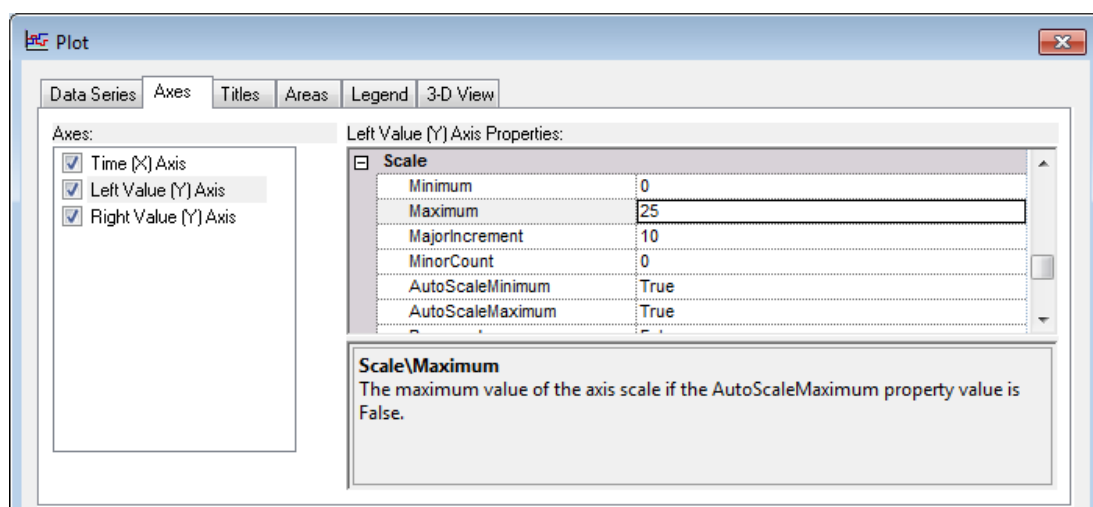 Plot
Data Series Axes Titles Areas Legend 3-D View
Axes: Left Value (Y) Axis Properties:
Time (X) Axis
Left Value (Y) Axis
Right Value (Y) Axis
Scale
Minimum 0
Maximum 25
MajorIncrement 10
MinorCount 0
AutoScaleMinimum True
AutoScaleMaximum True
Scale\Maximum
The maximum value of the axis scale if the AutoScaleMaximum property value is
False.